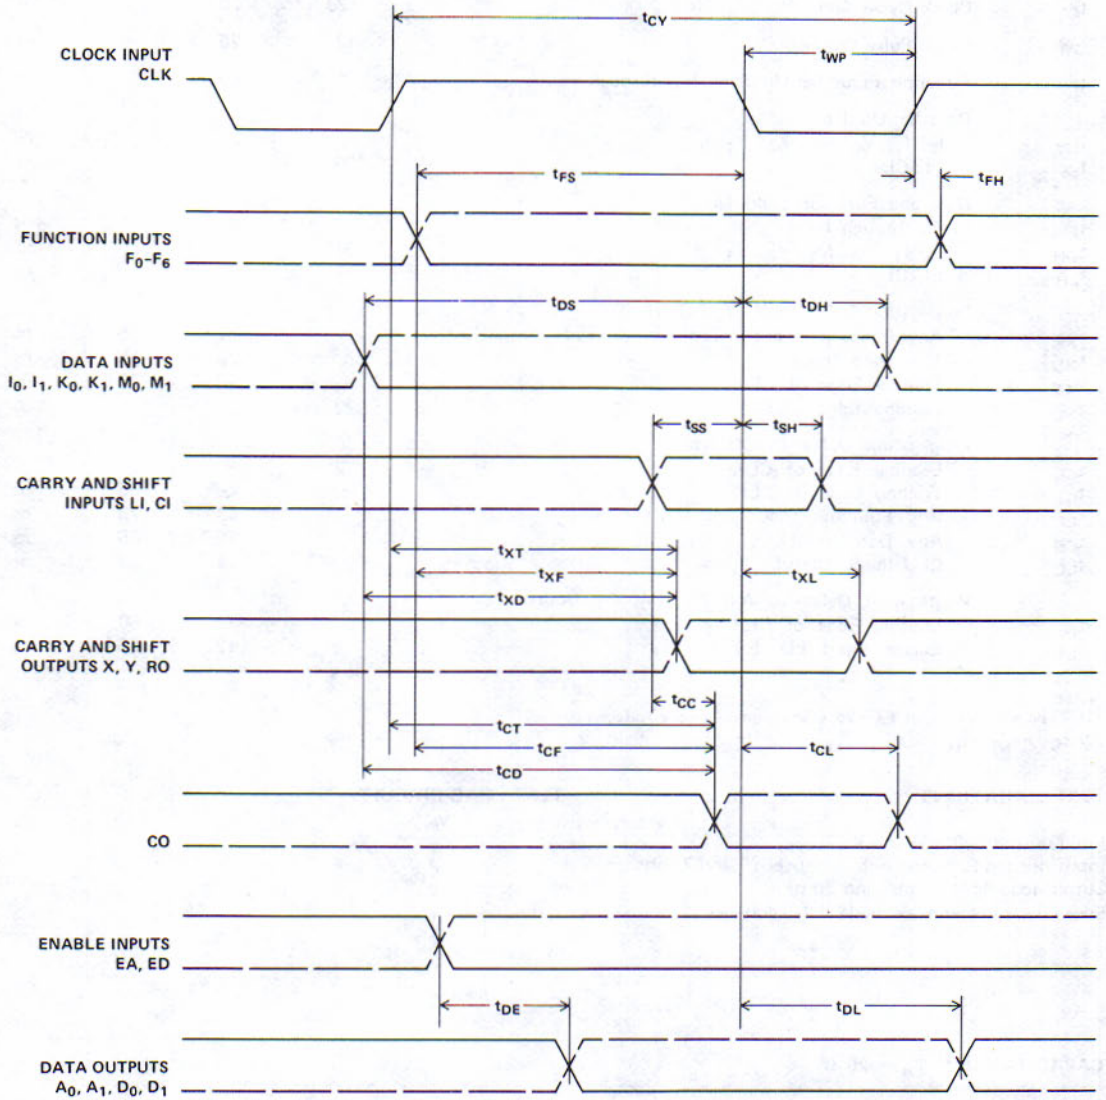 tCY
CLOCK INPUT
CLK
tWP
tFS
tFH
FUNCTION INPUTS
F0–F6
tDS
tDH
DATA INPUTS
I0, I1, K0, K1, M0, M1
tSS
tSH
CARRY AND SHIFT
INPUTS LI, CI
tXT
tXF
tXL
tXD
CARRY AND SHIFT
OUTPUTS X, Y, RO
tCC
tCT
tCF
tCL
tCD
CO
ENABLE INPUTS
EA, ED
tDE
tDL
DATA OUTPUTS
A0, A1, D0, D1